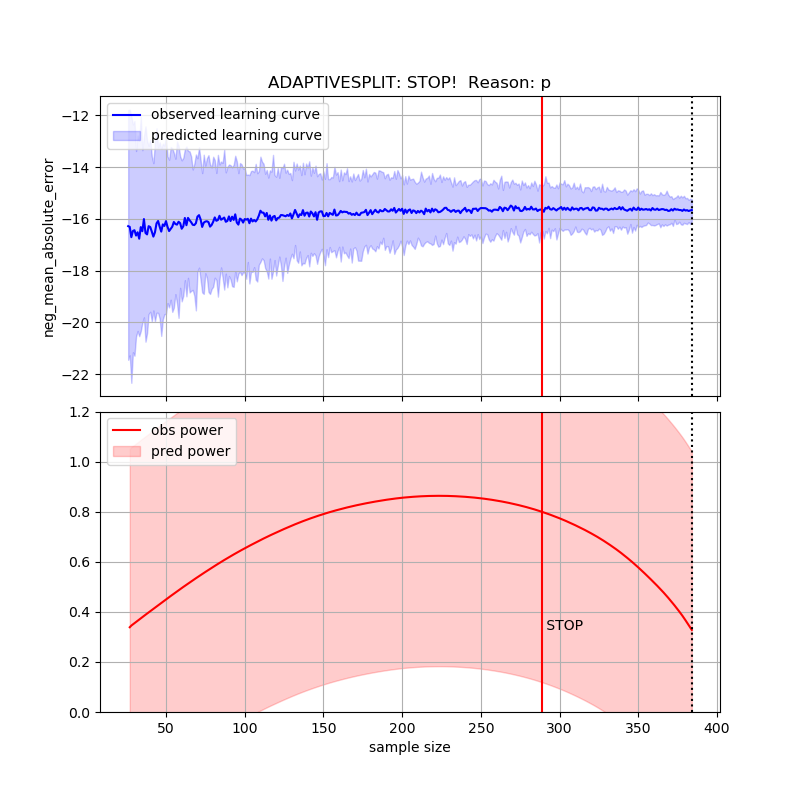 ADAPTIVESPLIT: STOP!  Reason: p
observed learning curve
predicted learning curve
neg_mean_absolute_error
−12
−14
−16
−18
−20
−22
obs power
pred power
1.2
1.0
0.8
0.6
0.4
0.2
0.0
STOP
50
100
150
200
250
300
350
400
sample size